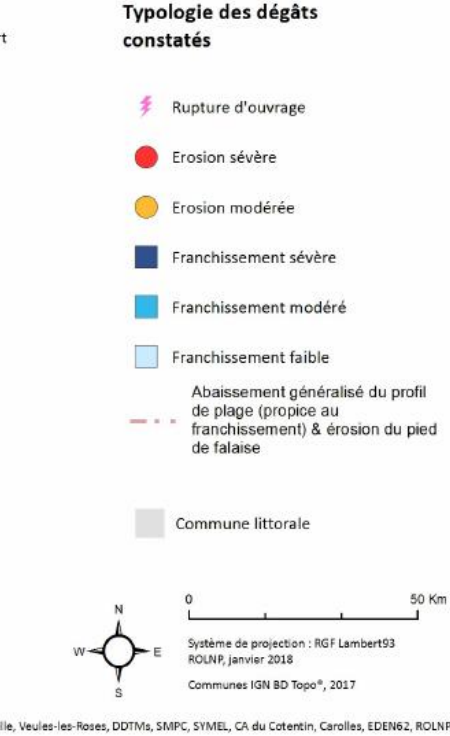 Typologie des dégâts
constatés
Rupture d'ouvrage
Erosion sévère
Erosion modérée
Franchissement sévère
Franchissement modéré
Franchissement faible
Abaissement généralisé du profil
de plage (propice au
franchissement) & érosion du pied
de falaise
Commune littorale
0 50 Km
N
W E
S
Système de projection : RGF Lambert93
ROLNP, janvier 2018
Communes IGN BD Topo®, 2017
Veules-les-Roses, DDTMs, SMPC, SYMEL, CA du Cotentin, Carolles, EDEN62, ROLNP